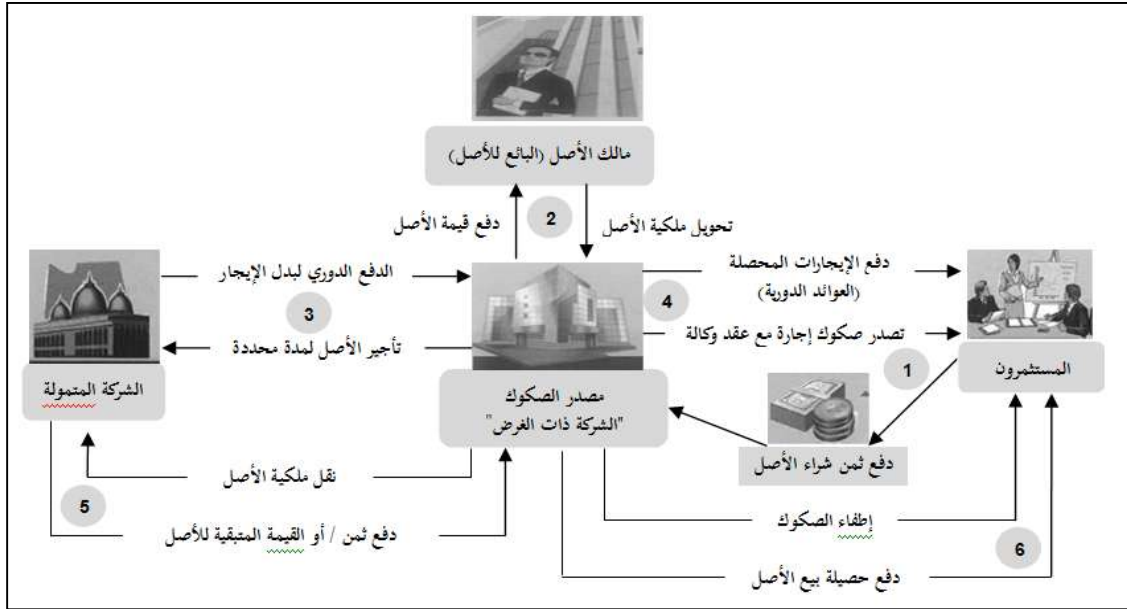 مالك الأصل (البائع للأصل)
دفع قيمة الأصل
2
تحويل ملكية الأصل
الدفع الدوري لبدل الإيجار
3
تأجير الأصل لمدة محددة
الشركة المتمولة
مصدر الصكوك
"الشركة ذات الغرض"
دفع الإيجارات المحصلة
(العوائد الدورية)
4
تصدر صكوك إجارة مع عقد وكالة
المستثمرون
1
دفع ثمن شراء الأصل
نقل ملكية الأصل
5
دفع ثمن / أو القيمة المتبقية للأصل
إطفاء الصكوك
6
دفع حصيلة بيع الأصل